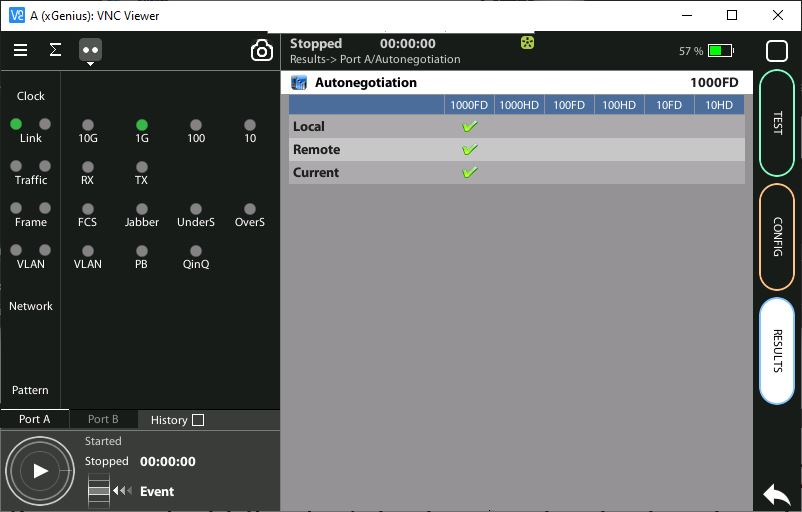 A (xGenius): VNC Viewer
Stopped 00:00:00
Results-> Port A/Autonegotiation
57 %
Autonegotiation 1000FD
1000FD 1000HD 100FD 100HD 10FD 10HD
Local
Remote
Current
Clock
Link 10G 1G 100 10
Traffic RX TX
Frame FCS Jabber UnderS OverS
VLAN VLAN PB QinQ
Network
Pattern
Port A Port B History
Started
Stopped 00:00:00
Event
TEST
CONFIG
RESULTS